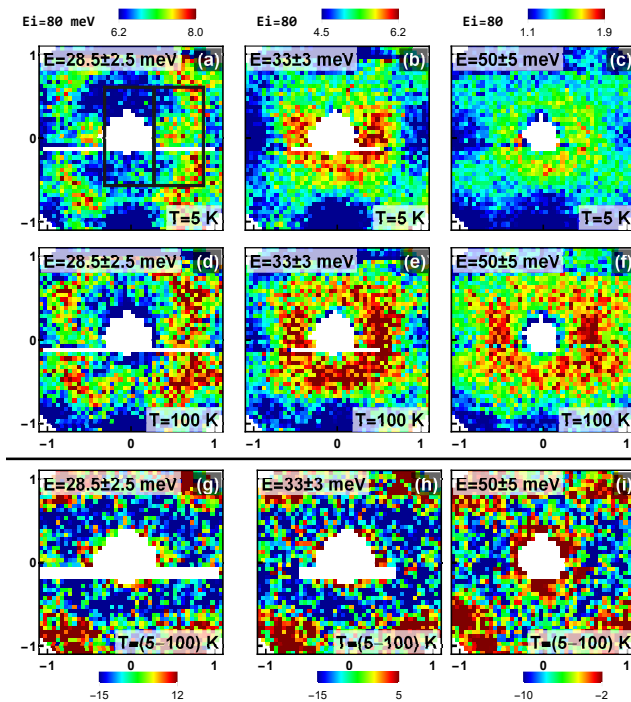 Ei=80 meV Ei=80 Ei=80
6.2 8.0 4.5 6.2 1.1 1.9
1 E=28.5±2.5 meV (a) E=33±3 meV (b) E=50±5 meV (c)
0
−1 T=5 K T=5 K T=5 K
1 E=28.5±2.5 meV (d) E=33±3 meV (e) E=50±5 meV (f)
0
−1 T=100 K T=100 K T=100 K
−1 0 1 −1 0 1 −1 0 1
1 E=28.5±2.5 meV (g) E=33±3 meV (h) E=50±5 meV (i)
0
−1 T=(5−100) K T=(5−100) K T=(5−100) K
−1 0 1 −1 0 1 −1 0 1
−15 12 −15 5 −10 −2